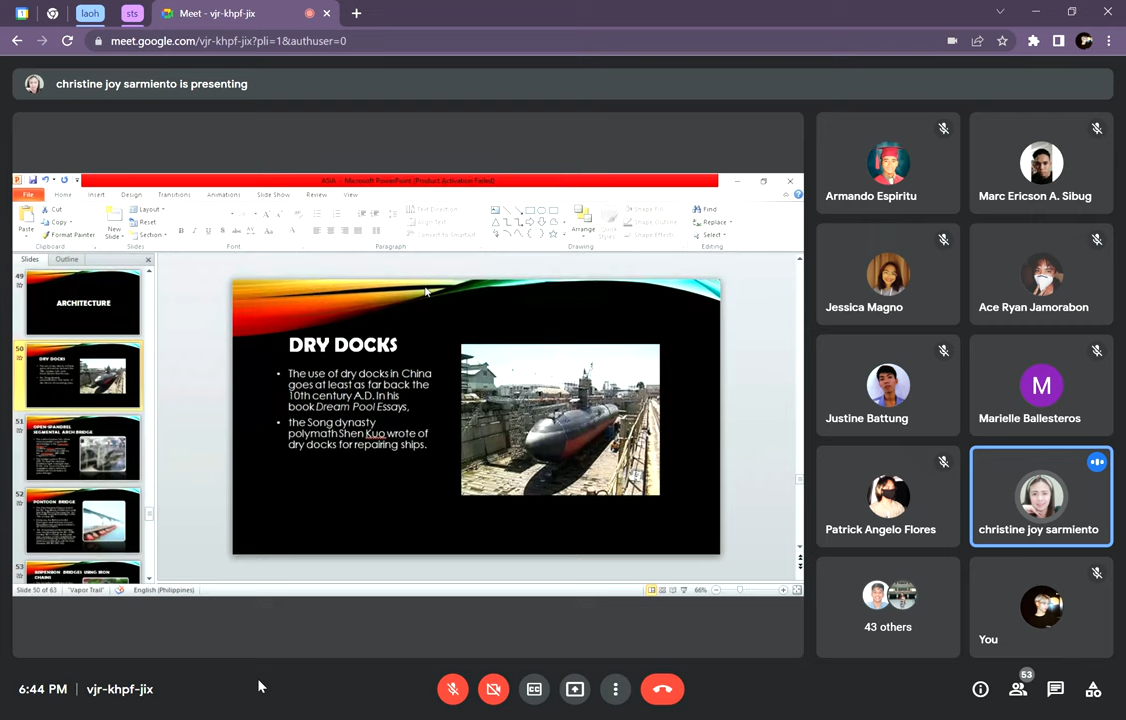 laoh
sts
Meet - vjr-khpf-jix
meet.google.com/vjr-khpf-jix?pli=1&authuser=0
christine joy sarmiento is presenting
ASIA - Microsoft PowerPoint (Product Activation Failed)
File Home Insert Design Transitions Animations Slide Show Review View
Cut
Copy
Format Painter
Paste
Clipboard
New
Slide
Layout
Reset
Section
Slides
Font
Text Direction
Align Text
Convert to SmartArt
Paragraph
Arrange
Quick
Styles
Shape Fill
Shape Outline
Shape Effects
Drawing
Find
Replace
Select
Editing
Slides Outline
49
ARCHITECTURE
50
DRY DOCKS
51
OPEN-SPANDREL
SEGMENTAL ARCH BRIDGE
52
PONTOON BRIDGE
53
CHAINS
DRY DOCKS
• The use of dry docks in China
goes at least as far back the
10th century A.D. In his
book Dream Pool Essays,
• the Song dynasty
polymath Shen Kuo wrote of
dry docks for repairing ships.
Slide 50 of 63 "Vapor Trail" English (Philippines) 66%
Armando Espiritu
Marc Ericson A. Sibug
Jessica Magno
Ace Ryan Jamorabon
Justine Battung
M
Marielle Ballesteros
Patrick Angelo Flores
christine joy sarmiento
43 others
You
6:44 PM | vjr-khpf-jix
53